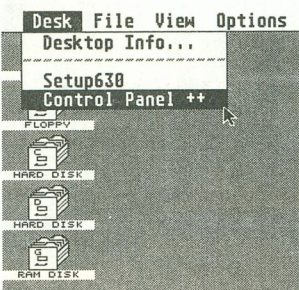 Desk File View Options
Desktop Info...
Setup630
Control Panel ++
FLOPPY
C
HARD DISK
D
HARD DISK
G
RAM DISK